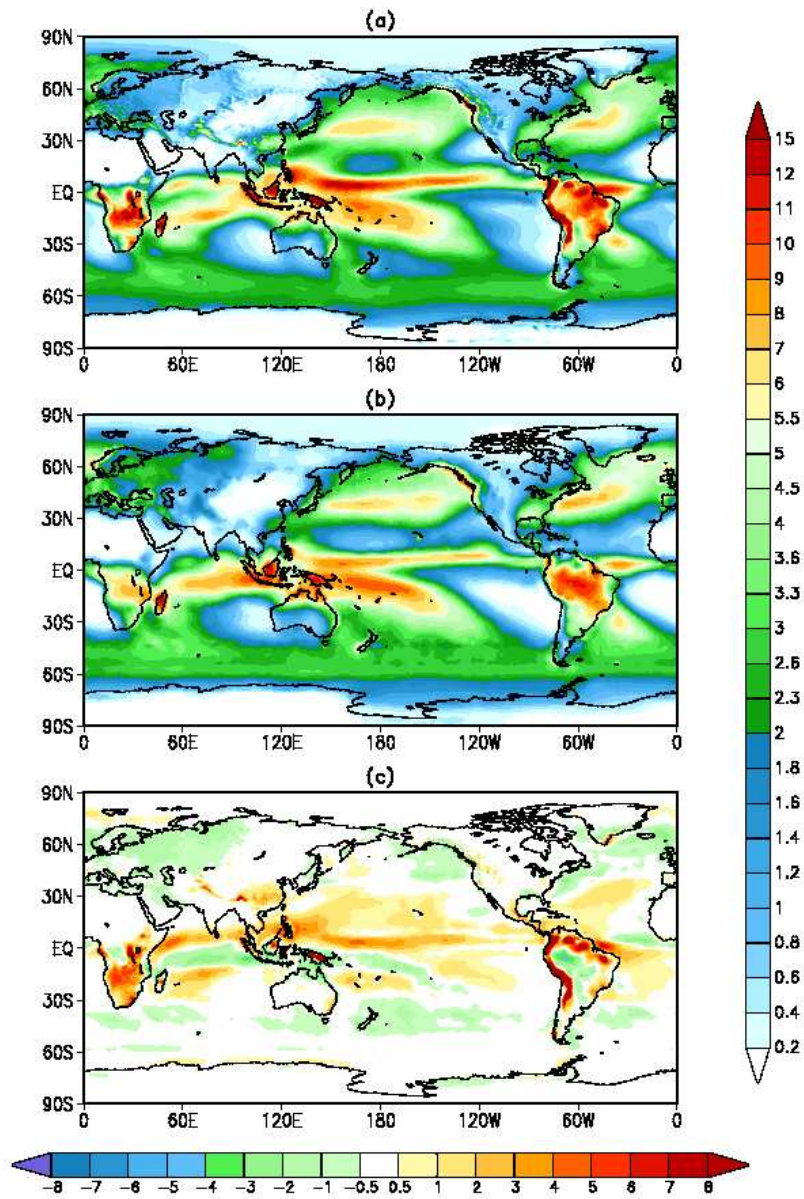 (a)
90N
60N
30N
EQ
30S
60S
90S
0 60E 120E 180 120W 60W 0
(b)
90N
60N
30N
EQ
30S
60S
90S
0 60E 120E 180 120W 60W 0
(c)
90N
60N
30N
EQ
30S
60S
90S
0 60E 120E 180 120W 60W 0
15
12
11
10
9
8
7
6
5.5
5
4.5
4
3.6
3.3
3
2.6
2.3
2
1.8
1.6
1.4
1.2
1
0.8
0.6
0.4
0.2
-8 -7 -6 -5 -4 -3 -2 -1 -0.5 0.5 1 2 3 4 5 6 7 8